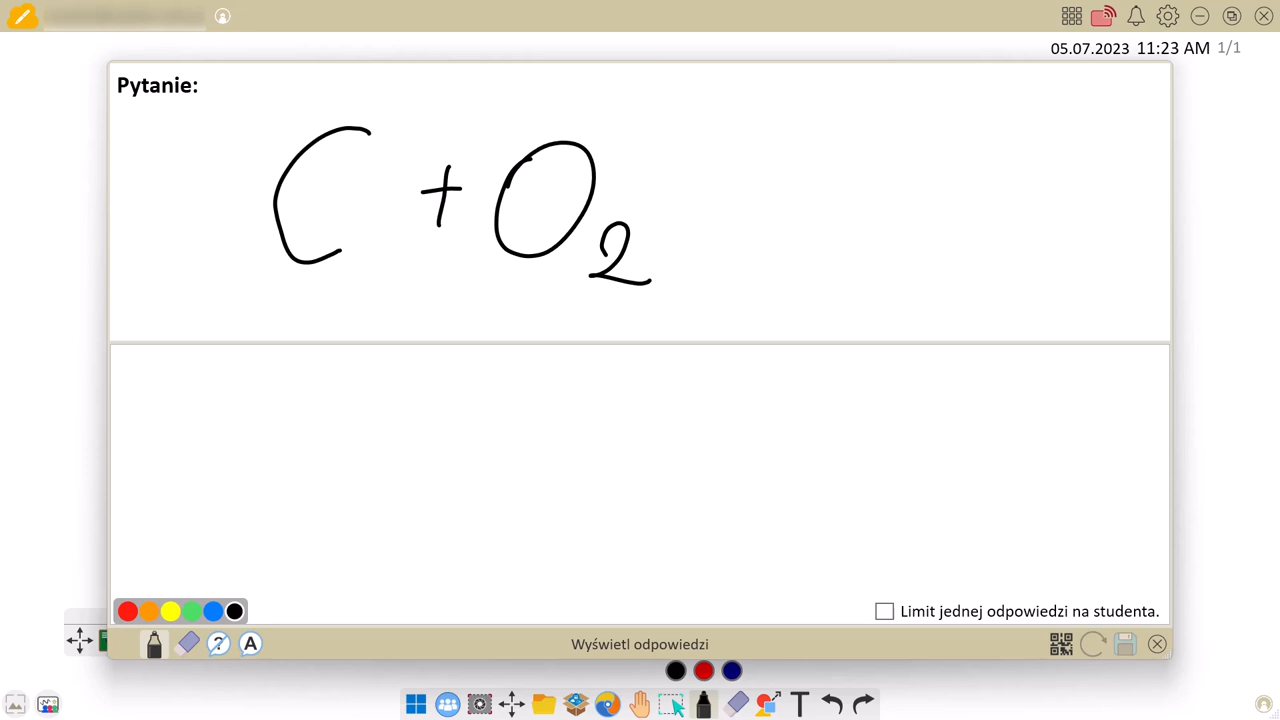 05.07.2023 11:23 AM 1/1
Pytanie:
C + O₂
Limit jednej odpowiedzi na studenta.
? A
Wyświetl odpowiedzi
T